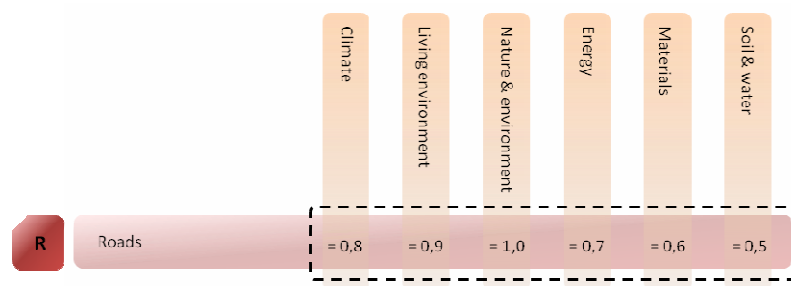 Climate
Living environment
Nature & environment
Energy
Materials
Soil & water
R
Roads
= 0,8
= 0,9
= 1,0
= 0,7
= 0,6
= 0,5